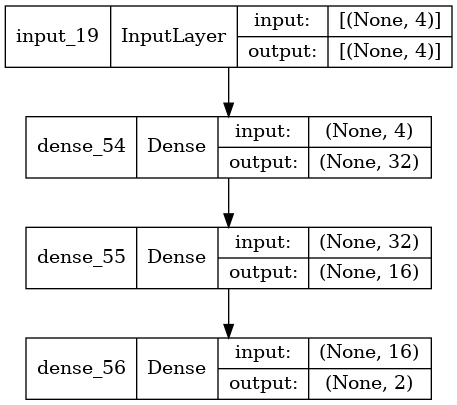 input_19 InputLayer input: [(None, 4)]
output: [(None, 4)]
dense_54 Dense input: (None, 4)
output: (None, 32)
dense_55 Dense input: (None, 32)
output: (None, 16)
dense_56 Dense input: (None, 16)
output: (None, 2)